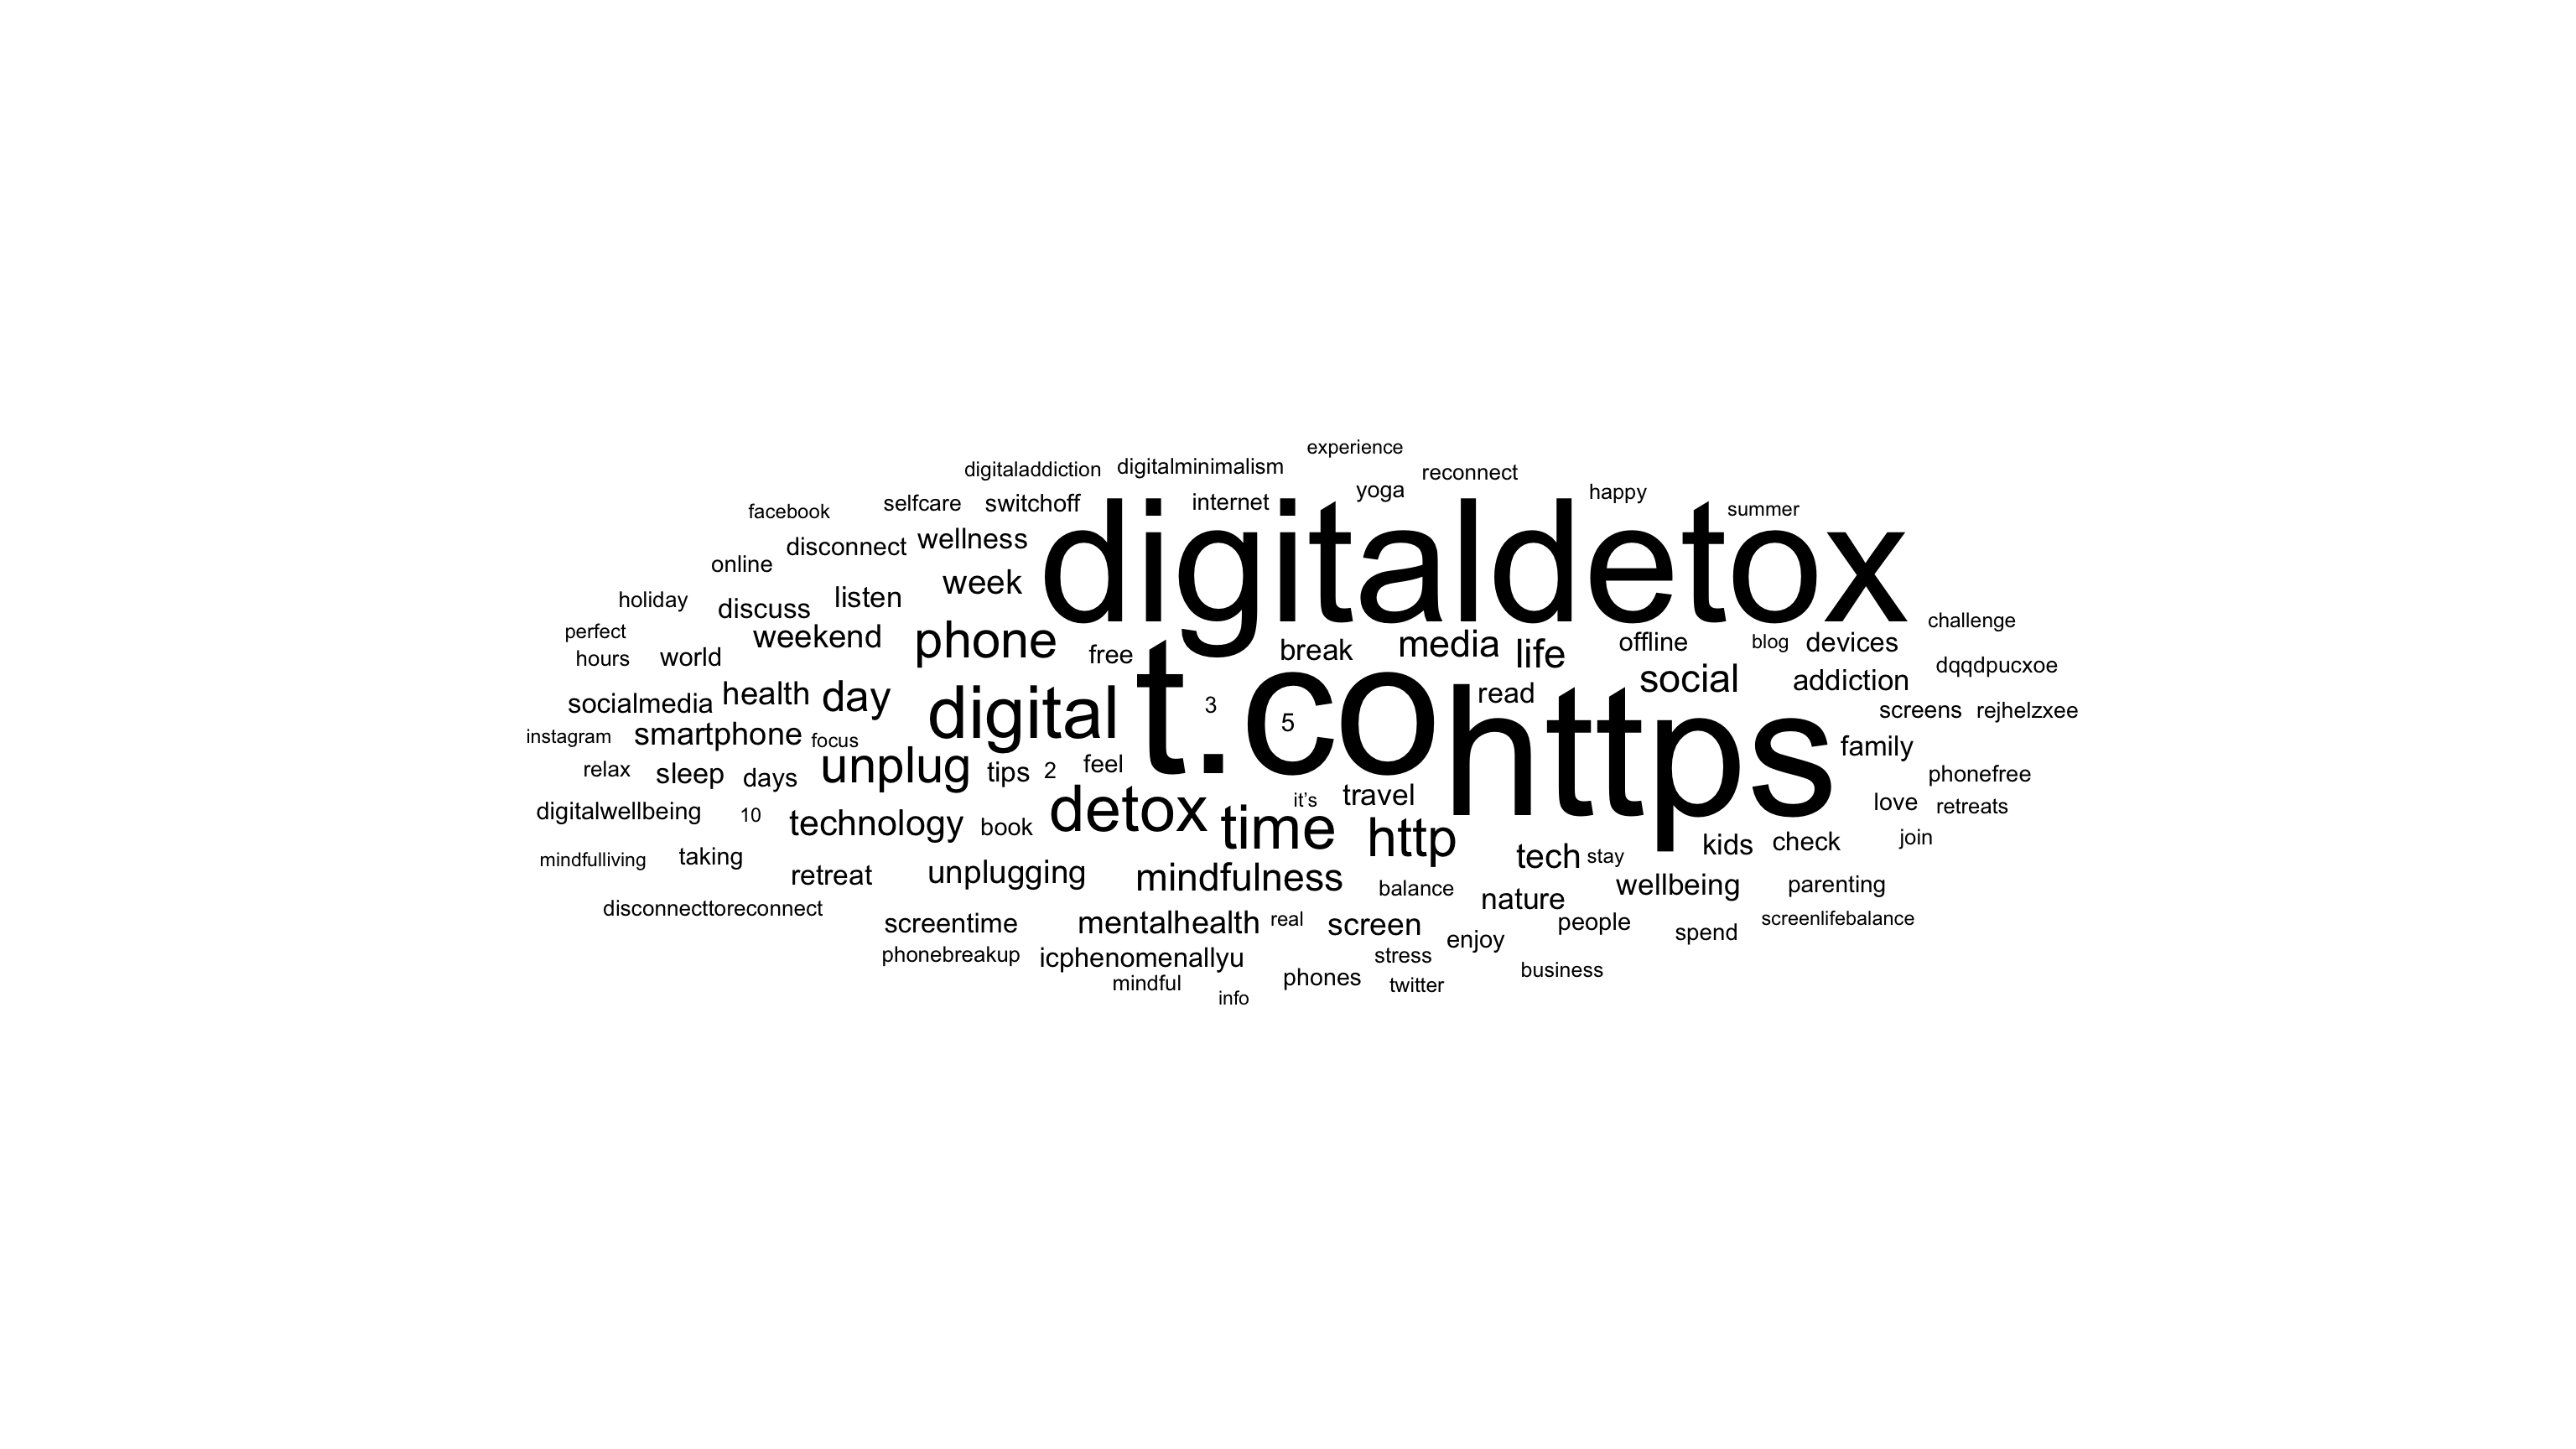 experience
digitaladdiction digitalminimalism reconnect
facebook selfcare switchoff internet yoga happy summer
digitaldetox
disconnect wellness
online
week
holiday discuss listen
challenge
perfect weekend phone free break media life offline blog devices
hours world
dqqdpucxoe
socialmedia health day digital t.co 3 5 read social addiction
https
screens rejhelzxee
instagram smartphone focus family
relax sleep days unplug tips 2 feel phonefree
digitalwellbeing 10 technology book detox time it’s travel http love retreats
mindfulliving taking tech stay kids check join
retreat unplugging mindfulness balance nature wellbeing parenting
disconnecttoreconnect screentime mentalhealth real screen enjoy people spend screenlifebalance
phonebreakup icphenomenallyu stress business
mindful phones twitter
info